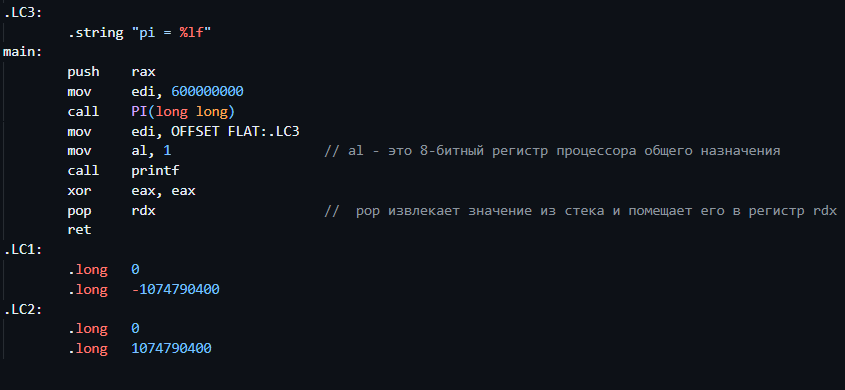 .LC3:
        .string "pi = %lf"
main:
        push    rax
        mov     edi, 600000000
        call    PI(long long)
        mov     edi, OFFSET FLAT:.LC3
        mov     al, 1                   // al - это 8-битный регистр процессора общего назначения
        call    printf
        xor     eax, eax
        pop     rdx                     //  pop извлекает значение из стека и помещает его в регистр rdx
        ret
.LC1:
        .long   0
        .long   -1074790400
.LC2:
        .long   0
        .long   1074790400